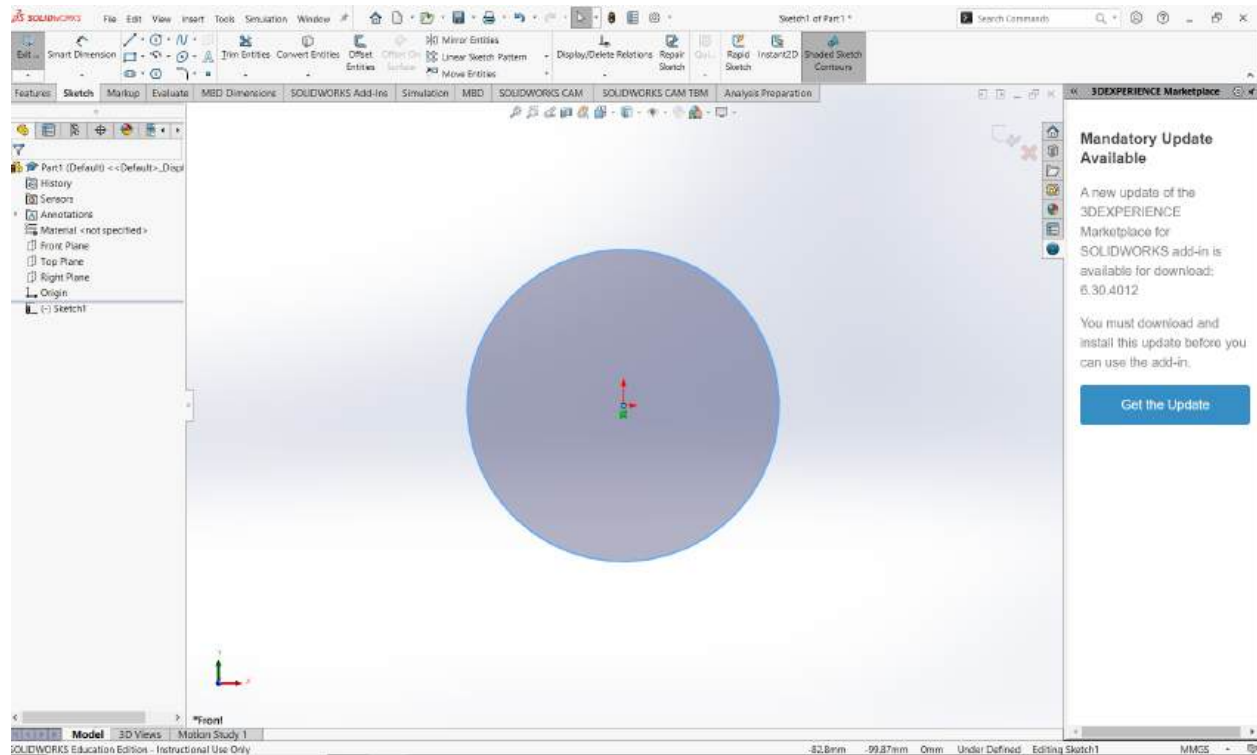 SOLIDWORKS File Edit View Insert Tools Simulation Window Sketch1 of Part1 * Search Commands
Exit... Smart Dimension Trim Entities Convert Entities Offset Entities Mirror Entities Linear Sketch Pattern Move Entities Display/Delete Relations Repair Sketch Rapid Sketch Instant2D Shaded Sketch Contours
Features Sketch Markup Evaluate MBD Dimensions SOLIDWORKS Add-Ins Simulation MBD SOLIDWORKS CAM SOLIDWORKS CAM TBM Analysis Preparation
3DEXPERIENCE Marketplace
Part1 (Default) <<Default>_Displ
History
Sensors
Annotations
Material <not specified>
Front Plane
Top Plane
Right Plane
Origin
(-) Sketch1
Mandatory Update
Available
A new update of the
3DEXPERIENCE
Marketplace for
SOLIDWORKS add-in is
available for download:
6.30.4012
You must download and
install this update before you
can use the add-in.
Get the Update
*Front
Model 3D Views Motion Study 1
SOLIDWORKS Education Edition - Instructional Use Only -82.8mm -99.87mm 0mm Under Defined Editing Sketch1 MMGS